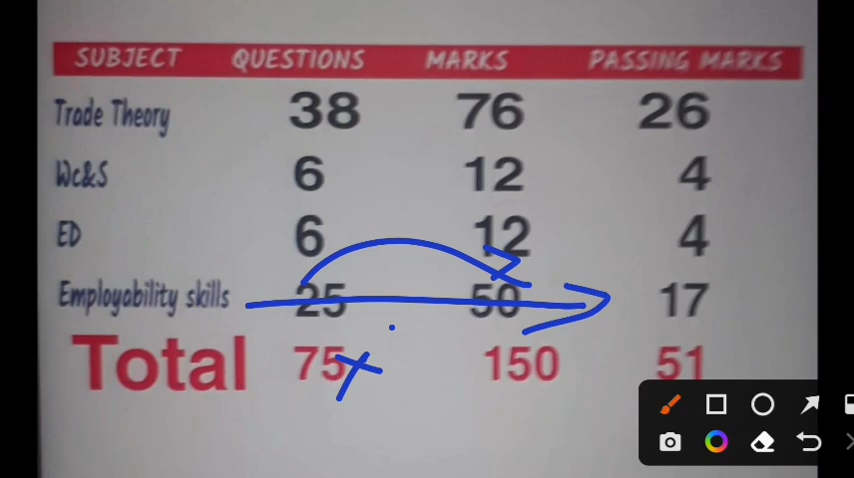 SUBJECT QUESTIONS MARKS PASSING MARKS
Trade Theory 38 76 26
Wc&S 6 12 4
ED 6 12 4
Employability skills 25 50 17
Total 75 150 51